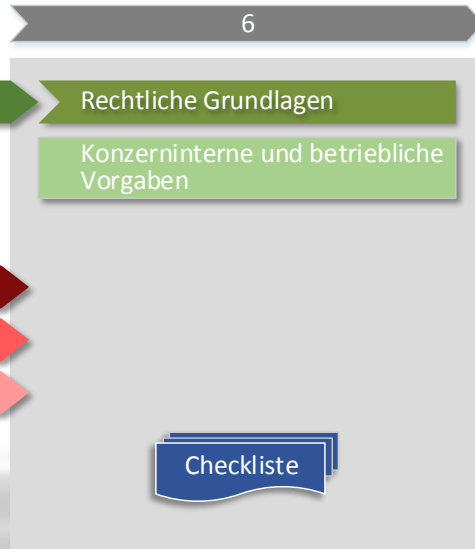 6
Rechtliche Grundlagen
Konzerninterne und betriebliche
Vorgaben
Checkliste